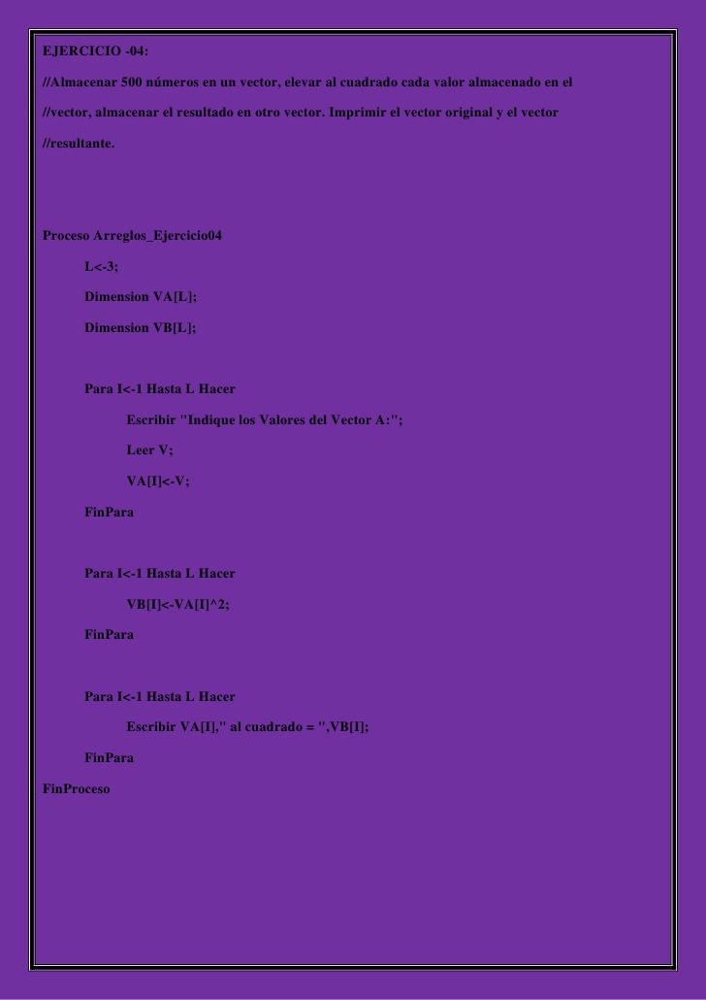 EJERCICIO -04:
//Almacenar 500 números en un vector, elevar al cuadrado cada valor almacenado en el
//vector, almacenar el resultado en otro vector. Imprimir el vector original y el vector
//resultante.
Proceso Arreglos_Ejercicio04
L<-3;
Dimension VA[L];
Dimension VB[L];
Para I<-1 Hasta L Hacer
Escribir "Indique los Valores del Vector A:";
Leer V;
VA[I]<-V;
FinPara
Para I<-1 Hasta L Hacer
VB[I]<-VA[I]^2;
FinPara
Para I<-1 Hasta L Hacer
Escribir VA[I]," al cuadrado = ",VB[I];
FinPara
FinProceso